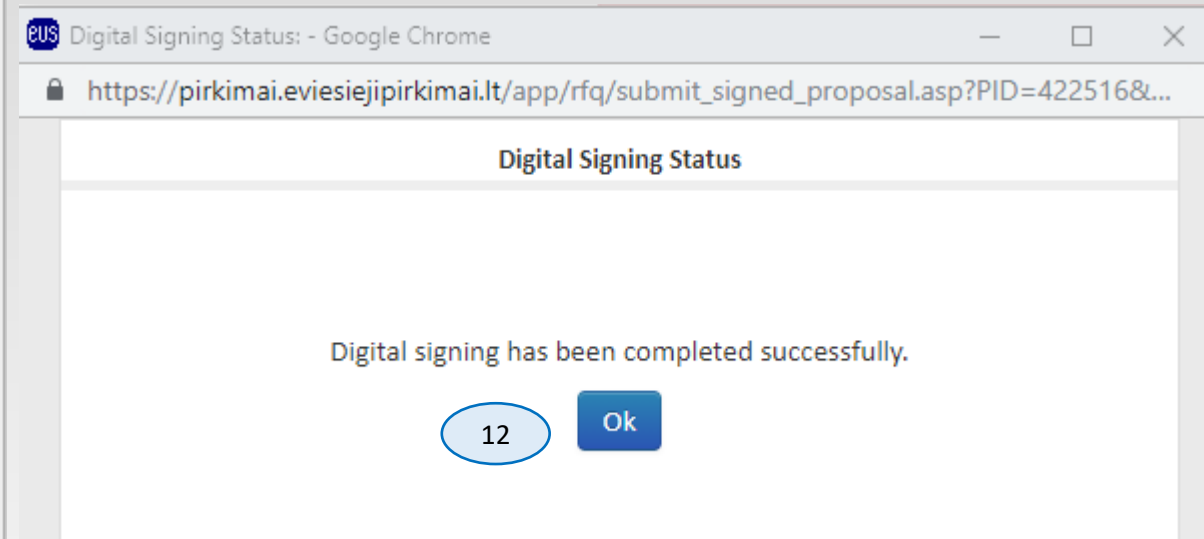 eus Digital Signing Status: - Google Chrome
https://pirkimai.eviesiejipirkimai.lt/app/rfq/submit_signed_proposal.asp?PID=422516&...
Digital Signing Status
Digital signing has been completed successfully.
12 Ok